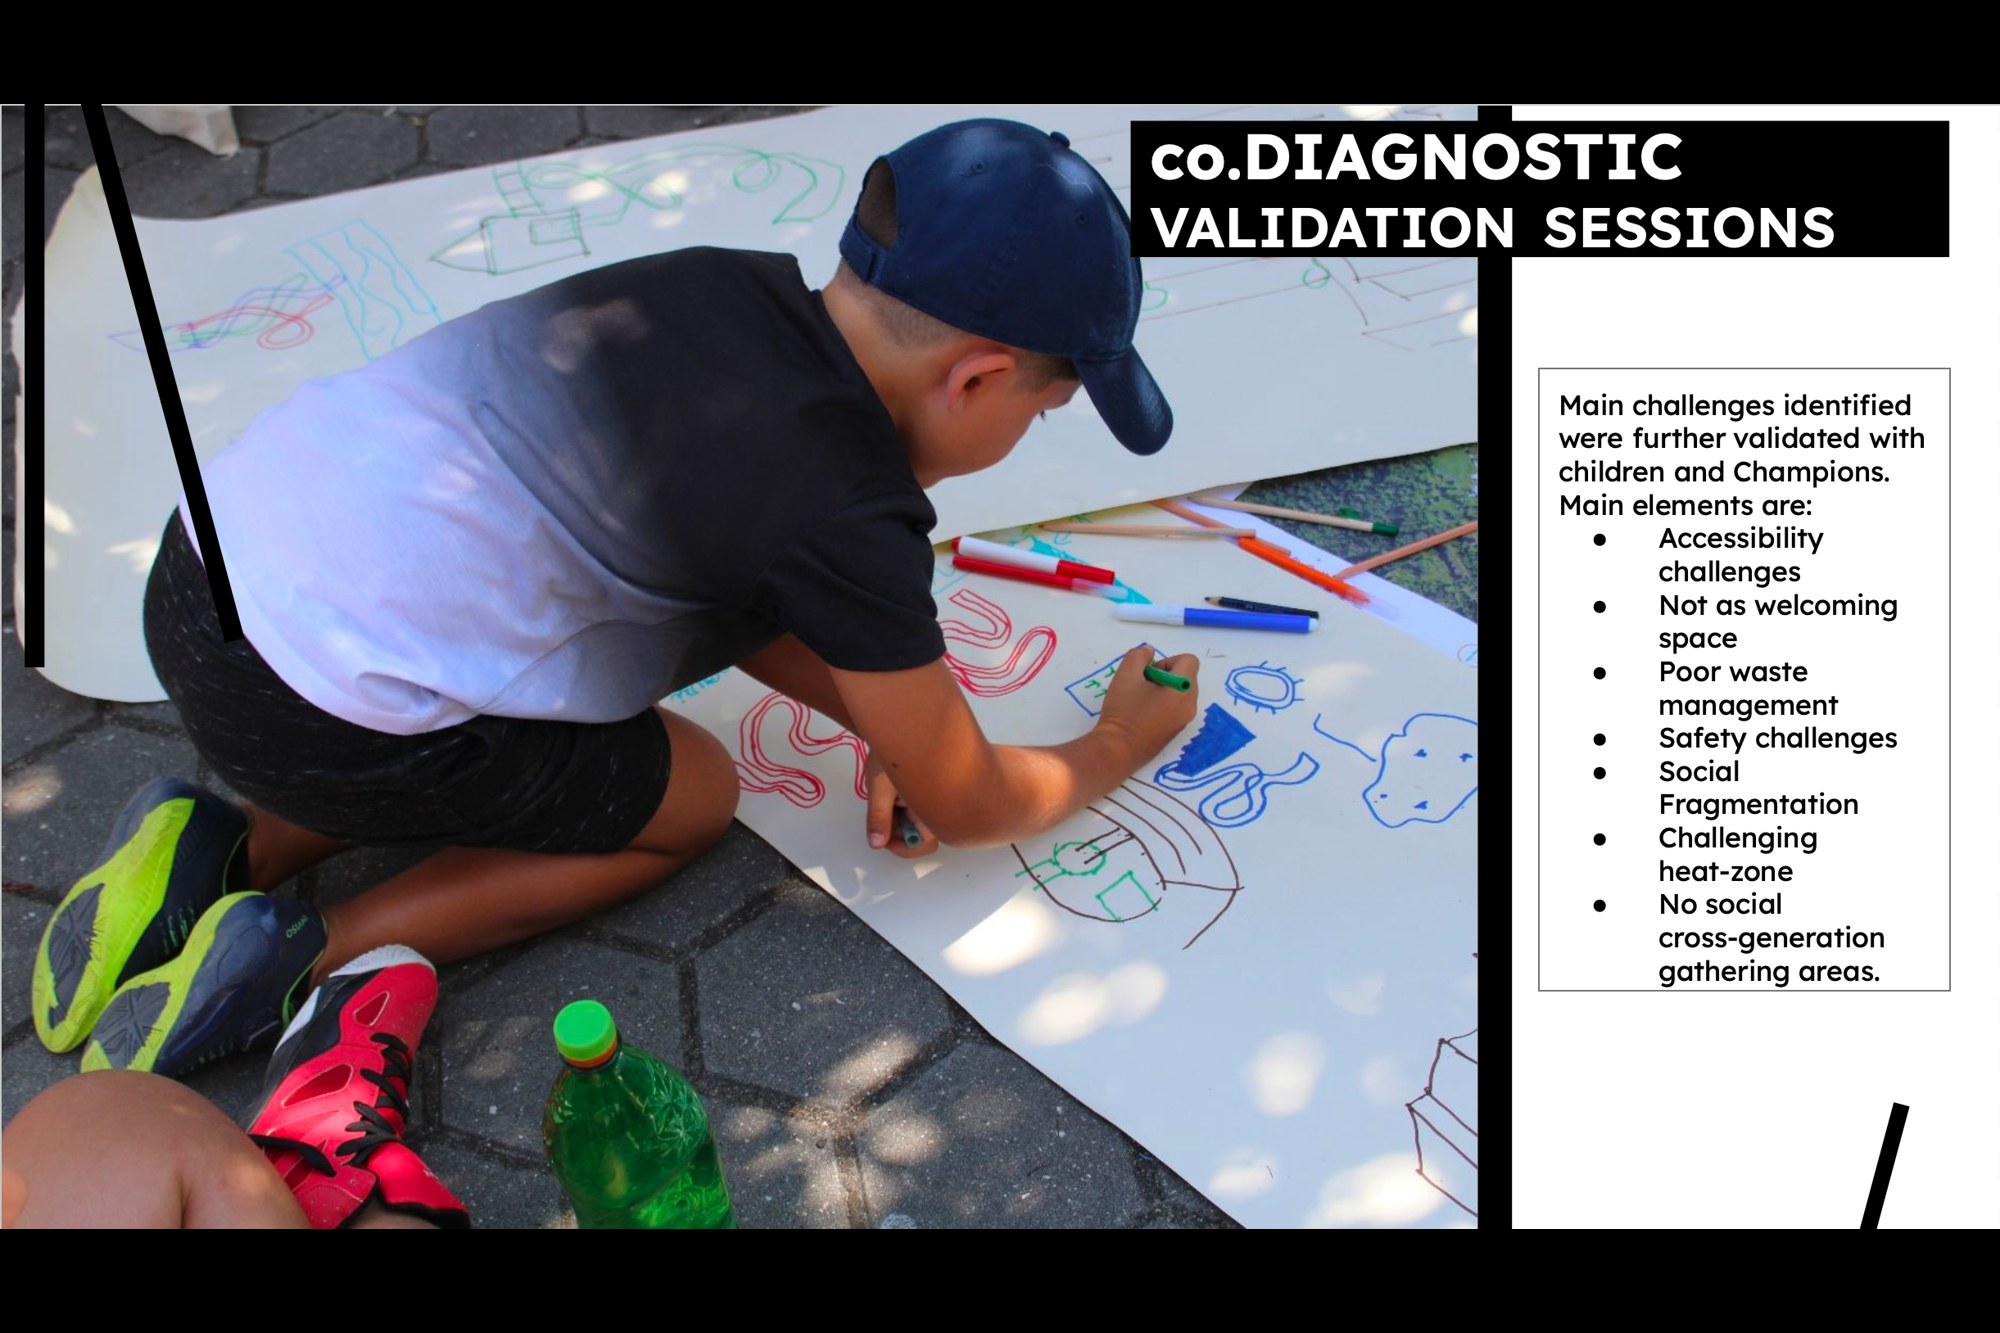 co.DIAGNOSTIC
VALIDATION SESSIONS
Main challenges identified
were further validated with
children and Champions.
Main elements are:
● Accessibility
challenges
● Not as welcoming
space
● Poor waste
management
● Safety challenges
● Social
Fragmentation
● Challenging
heat-zone
● No social
cross-generation
gathering areas.